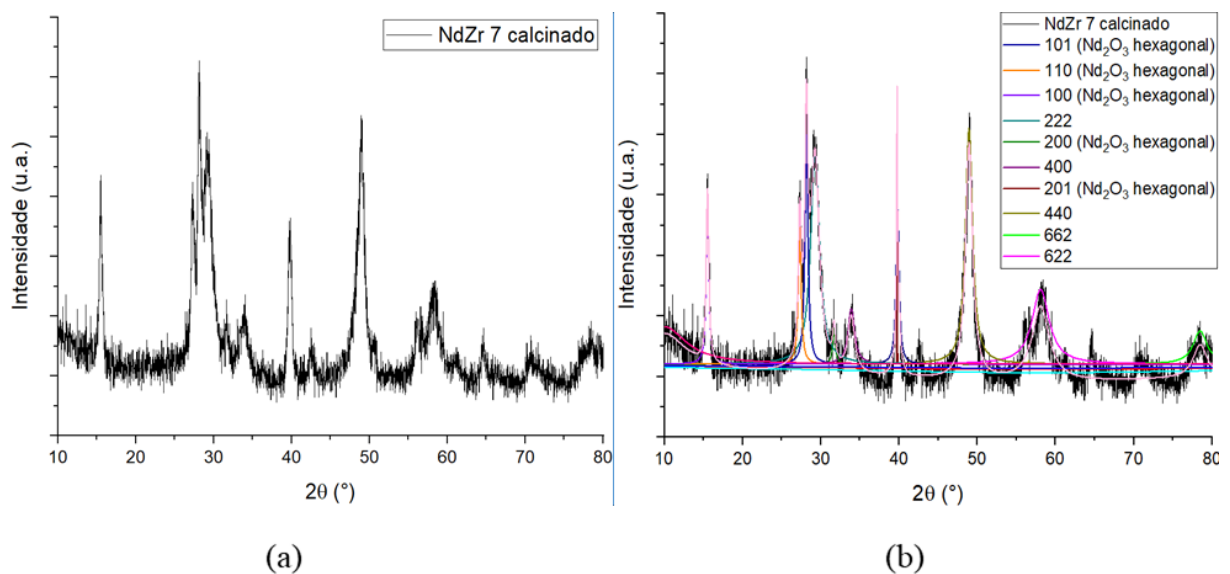 NdZr 7 calcinado
Intensidade (u.a.)
10 20 30 40 50 60 70 80
2θ (°)
(a)
NdZr 7 calcinado
101 (Nd₂O₃ hexagonal)
110 (Nd₂O₃ hexagonal)
100 (Nd₂O₃ hexagonal)
222
200 (Nd₂O₃ hexagonal)
400
201 (Nd₂O₃ hexagonal)
440
662
622
Intensidade (u.a.)
10 20 30 40 50 60 70 80
2θ (°)
(b)